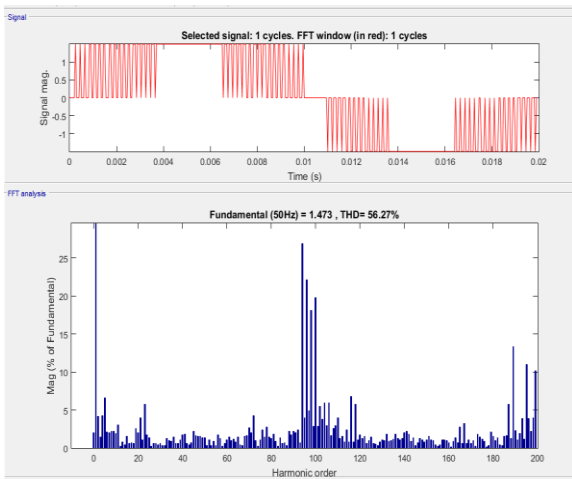 Signal
Selected signal: 1 cycles. FFT window (in red): 1 cycles
Signal mag.
1
0.5
0
-0.5
-1
0 0.002 0.004 0.006 0.008 0.01 0.012 0.014 0.016 0.018 0.02
Time (s)
FFT analysis
Fundamental (50Hz) = 1.473 , THD= 56.27%
Mag (% of Fundamental)
25
20
15
10
5
0
0 20 40 60 80 100 120 140 160 180 200
Harmonic order